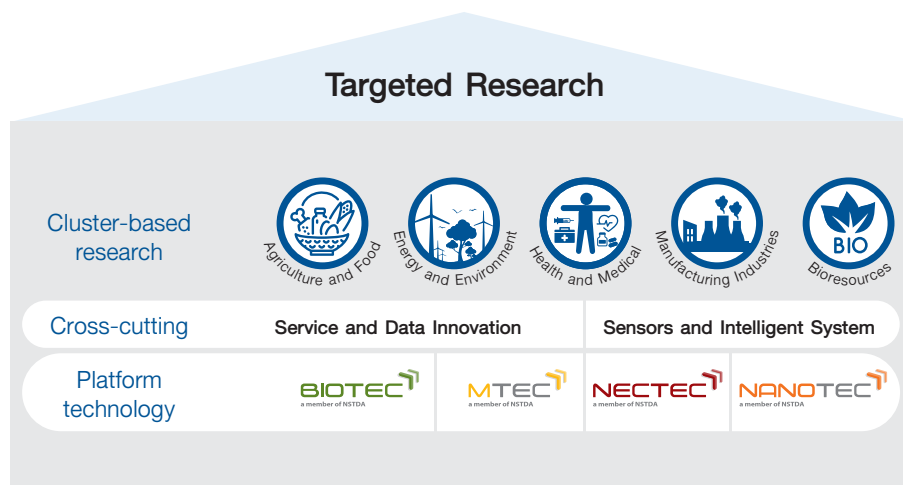 Targeted Research
Cluster-based
research
Agriculture and Food
Energy and Environment
Health and Medical
Manufacturing Industries
BIO
Bioresources
Cross-cutting
Service and Data Innovation
Sensors and Intelligent System
Platform
technology
BIOTEC
a member of NSTDA
MTEC
a member of NSTDA
NECTEC
a member of NSTDA
NANOTEC
a member of NSTDA